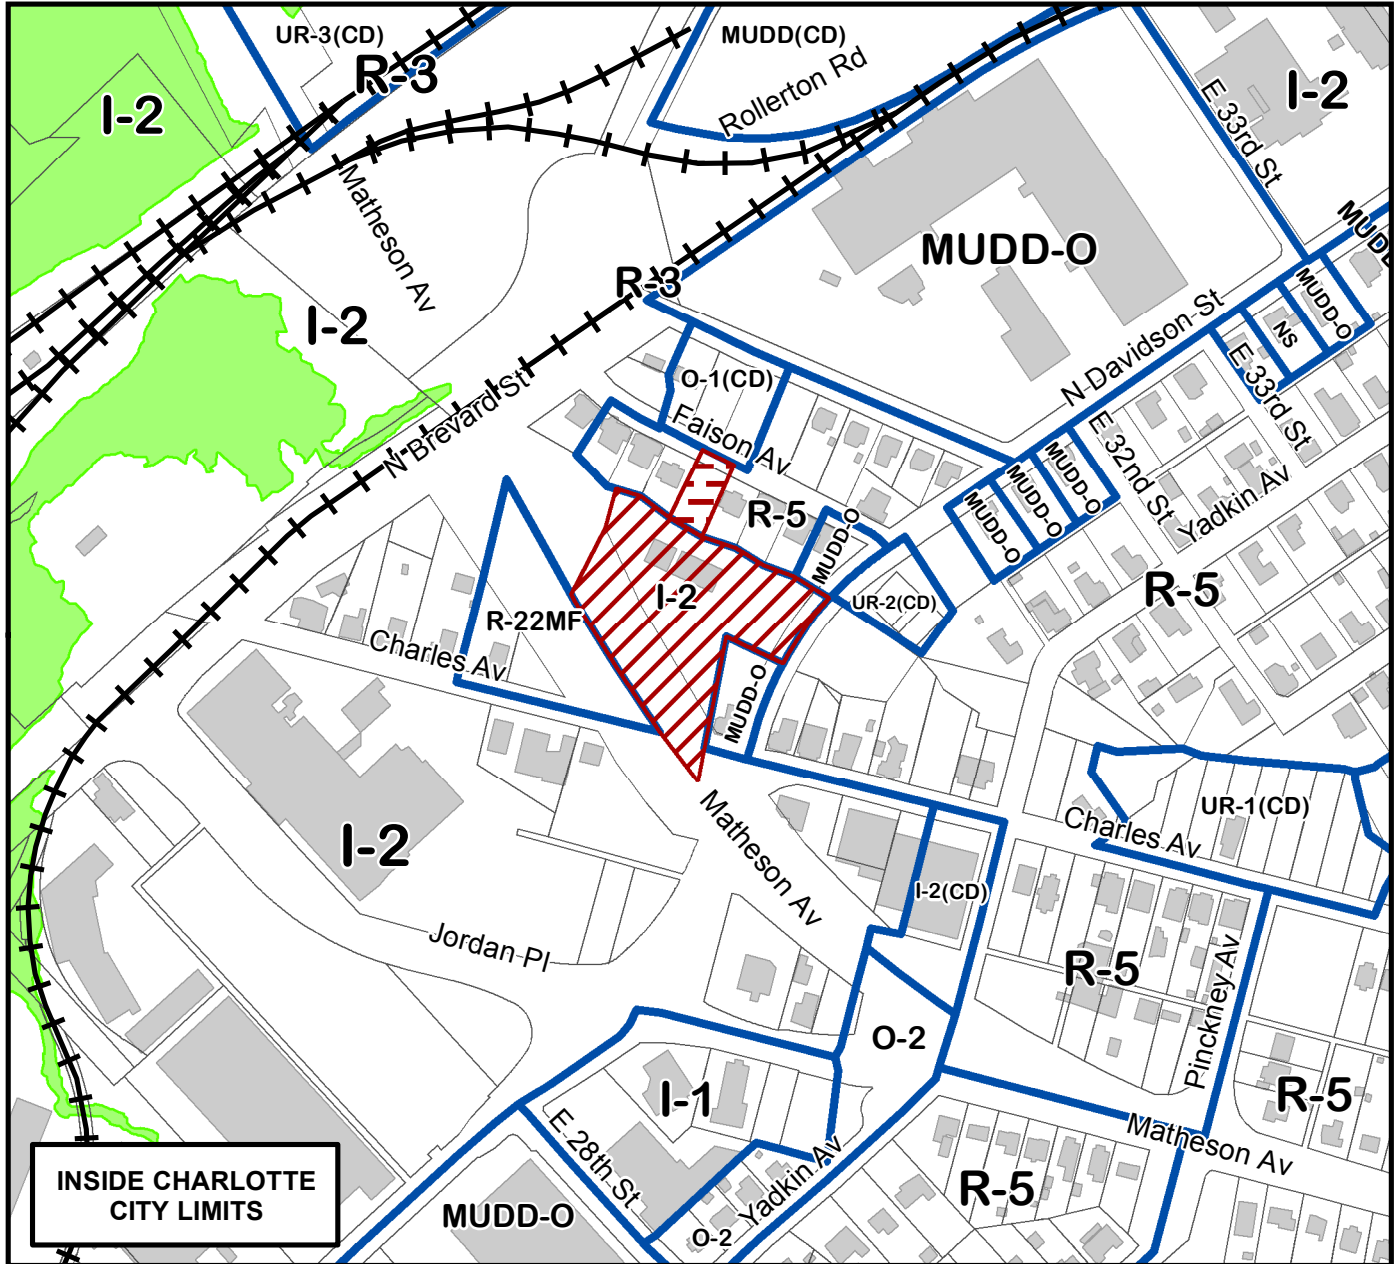 UR-3(CD)
MUDD(CD)
R-3
Rollerton Rd
I-2
I-2
E 33rd St
Matheson Av
MUDD
MUDD-O
R-3
MUDD-O
I-2
N Davidson St
NS
E 33rd St
O-1(CD)
N Brevard St
Faison Av
E 32nd St
MUDD-O
MUDD-O
MUDD-O
Yadkin Av
R-5
MUDD-O
R-5
I-2
UR-2(CD)
R-22MF
Charles Av
MUDD-O
UR-1(CD)
Matheson Av
Charles Av
I-2
I-2(CD)
Jordan Pl
R-5
Pinckney Av
O-2
I-1
R-5
E 28th St
Matheson Av
Yadkin Av
R-5
MUDD-O
O-2
INSIDE CHARLOTTE
CITY LIMITS